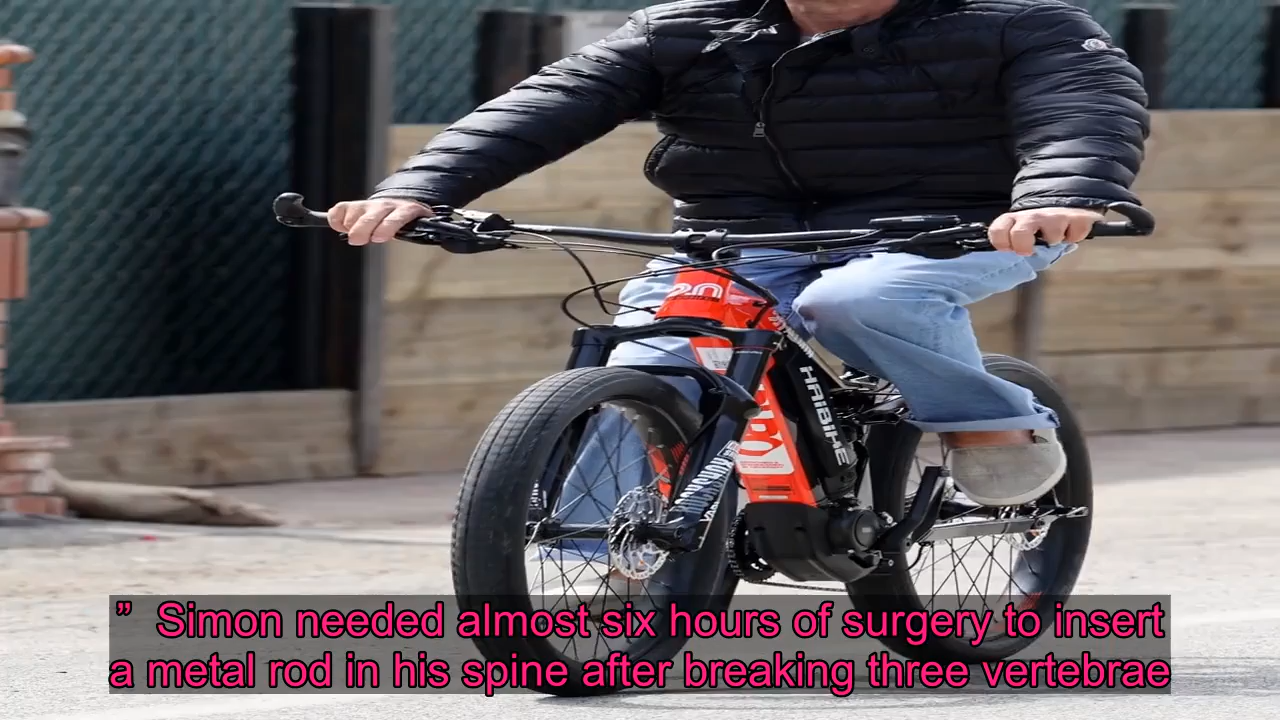 HAIBIKE
ROCKSHOX
” Simon needed almost six hours of surgery to insert
a metal rod in his spine after breaking three vertebrae